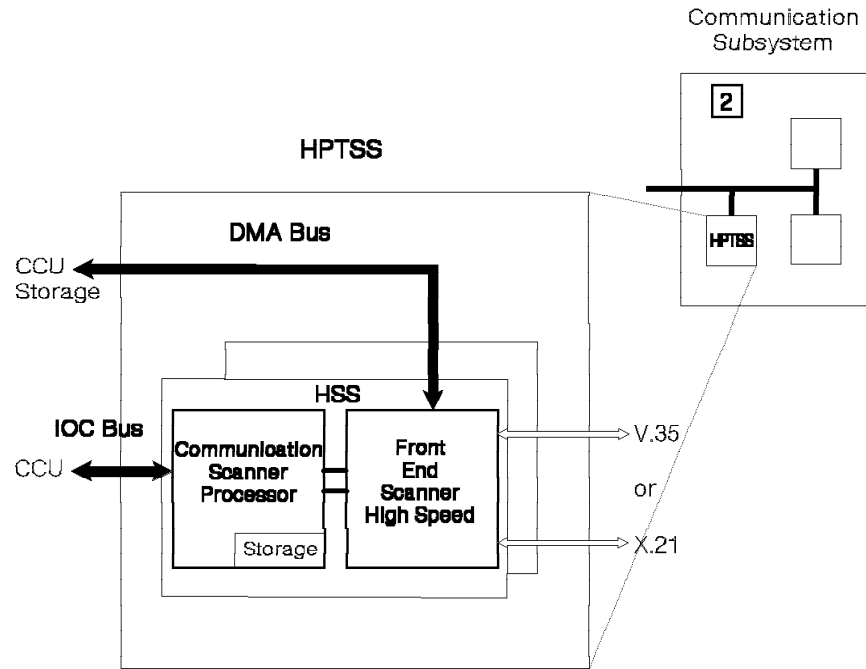 Communication
Subsystem
2
HPTSS
HPTSS
DMA Bus
CCU
Storage
HSS
IOC Bus
CCU
Communication
Scanner
Processor
Storage
Front
End
Scanner
High Speed
V.35
or
X.21